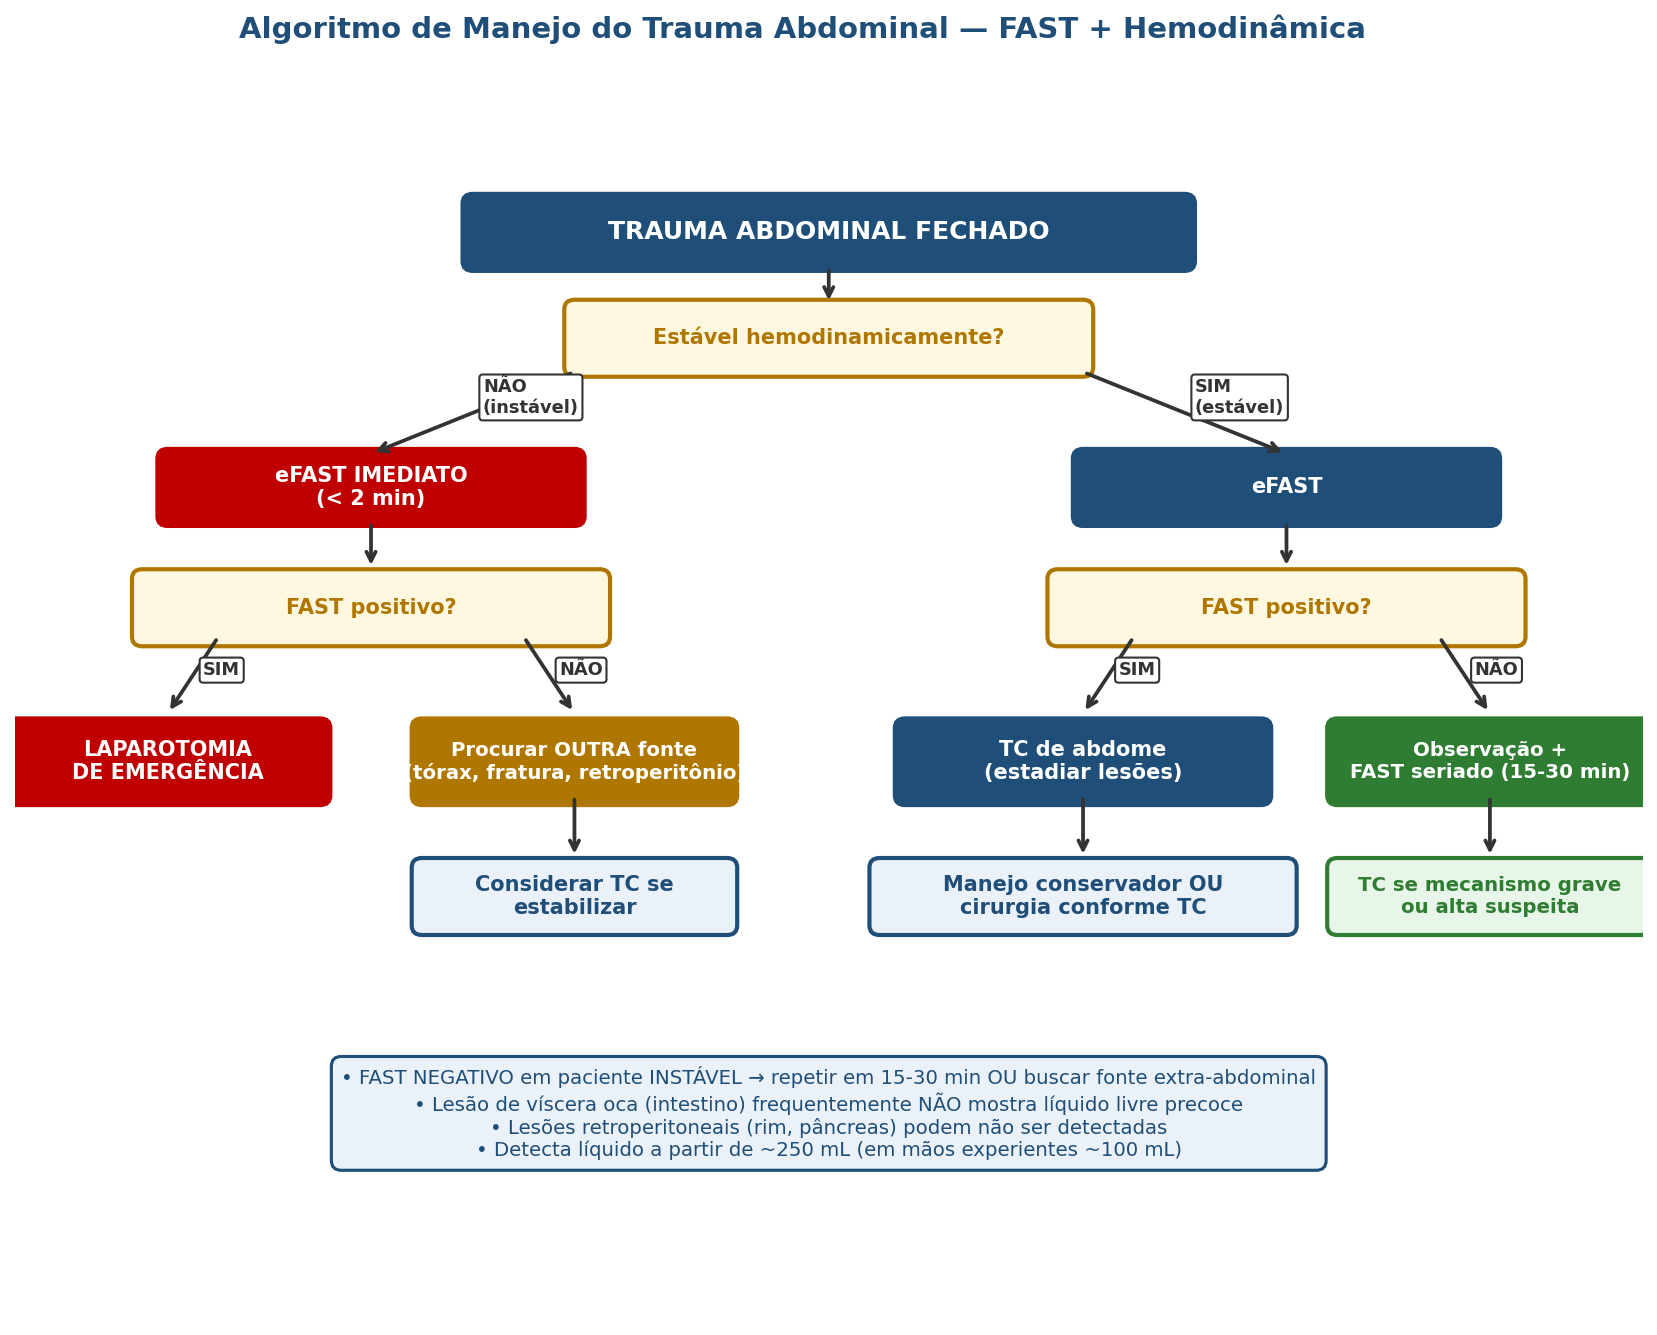 Algoritmo de Manejo do Trauma Abdominal — FAST + Hemodinâmica
TRAUMA ABDOMINAL FECHADO
Estável hemodinamicamente?
NÃO
(instável)
SIM
(estável)
eFAST IMEDIATO
(< 2 min)
eFAST
FAST positivo?
FAST positivo?
SIM
NÃO
SIM
NÃO
LAPAROTOMIA
DE EMERGÊNCIA
Procurar OUTRA fonte
(tórax, fratura, retroperitônio)
TC de abdome
(estadiar lesões)
Observação +
FAST seriado (15-30 min)
Considerar TC se
estabilizar
Manejo conservador OU
cirurgia conforme TC
TC se mecanismo grave
ou alta suspeita
• FAST NEGATIVO em paciente INSTÁVEL → repetir em 15-30 min OU buscar fonte extra-abdominal
• Lesão de víscera oca (intestino) frequentemente NÃO mostra líquido livre precoce
• Lesões retroperitoneais (rim, pâncreas) podem não ser detectadas
• Detecta líquido a partir de ~250 mL (em mãos experientes ~100 mL)